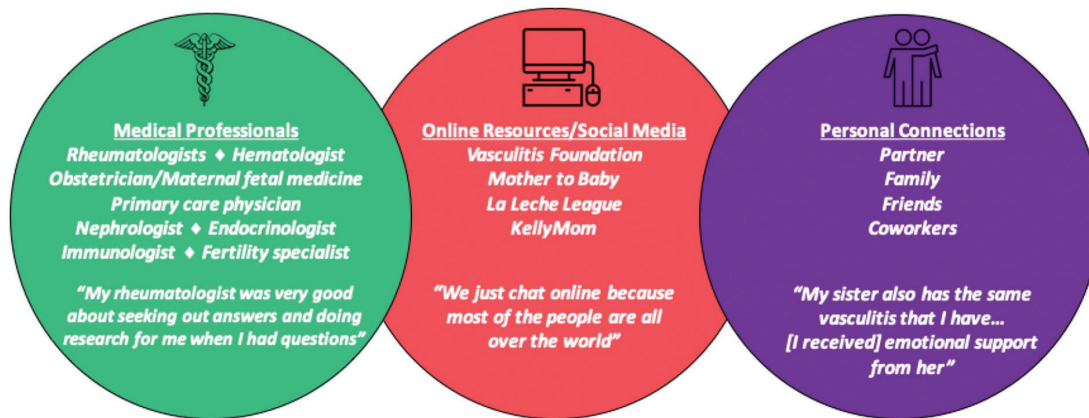 Medical Professionals
Rheumatologists ♦ Hematologist
Obstetrician/Maternal fetal medicine
Primary care physician
Nephrologist ♦ Endocrinologist
Immunologist ♦ Fertility specialist
“My rheumatologist was very good
about seeking out answers and doing
research for me when I had questions”
Online Resources/Social Media
Vasculitis Foundation
Mother to Baby
La Leche League
KellyMom
“We just chat online because
most of the people are all
over the world”
Personal Connections
Partner
Family
Friends
Coworkers
“My sister also has the same
vasculitis that I have…
[I received] emotional support
from her”